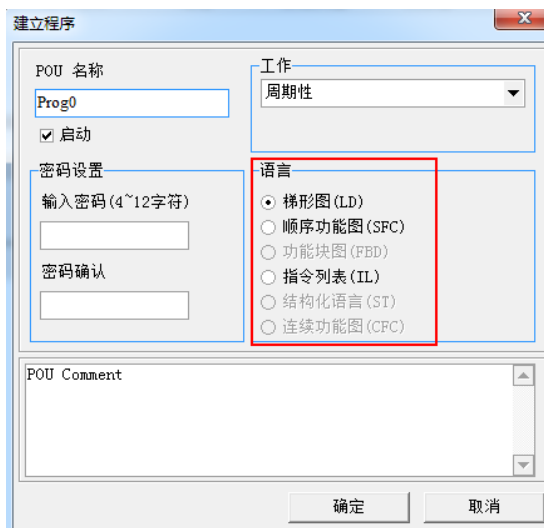 建立程序
POU 名称
Prog0
启动
工作
周期性
密码设置
输入密码(4~12字符)
密码确认
语言
梯形图(LD)
顺序功能图(SFC)
功能块图(FBD)
指令列表(IL)
结构化语言(ST)
连续功能图(CFC)
POU Comment
确定
取消